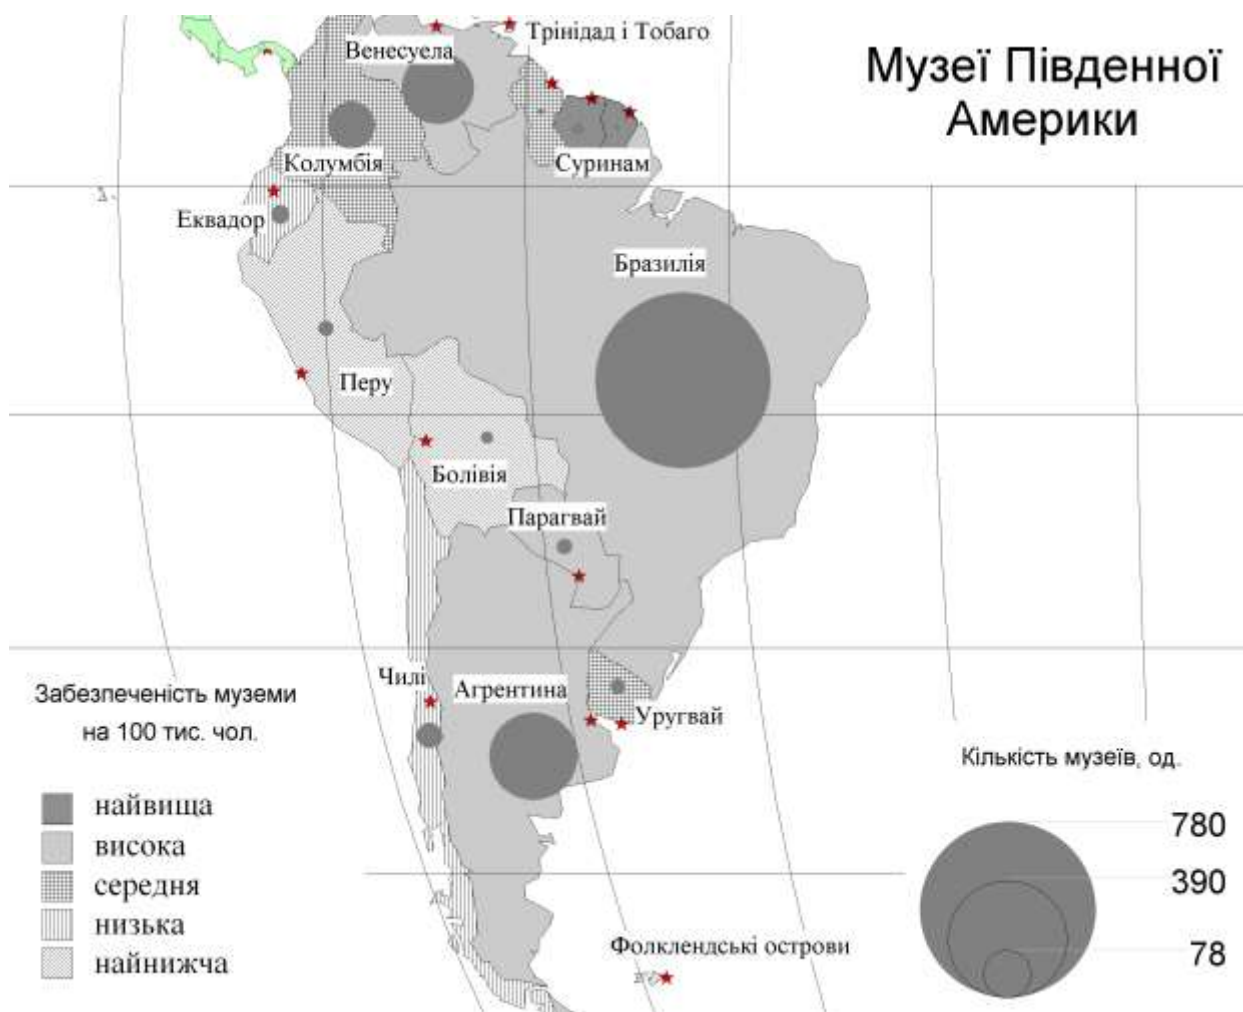 Музеї Південної
Америки
Венесуела
Трінідад і Тобаго
Колумбія
Суринам
Еквадор
Бразилія
Перу
Болівія
Парагвай
Чилі
Агрентина
Уругвай
Фолклендські острови
Забезпеченість муземи
на 100 тис. чол.
найвища
висока
середня
низька
найнижча
Кількість музеїв, од.
780
390
78